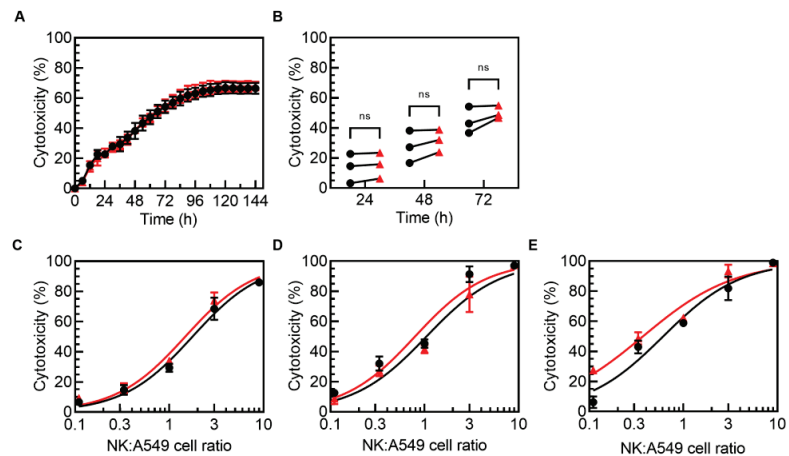 A
Cytotoxicity (%)
100
80
60
40
20
0
0 24 48 72 96 120 144
Time (h)
B
Cytotoxicity (%)
100
80
60
40
20
0
ns
ns
ns
24 48 72
Time (h)
C
Cytotoxicity (%)
100
80
60
40
20
0
0.1 0.3 1 3 10
NK:A549 cell ratio
D
Cytotoxicity (%)
100
80
60
40
20
0
0.1 0.3 1 3 10
NK:A549 cell ratio
E
Cytotoxicity (%)
100
80
60
40
20
0
0.1 0.3 1 3 10
NK:A549 cell ratio